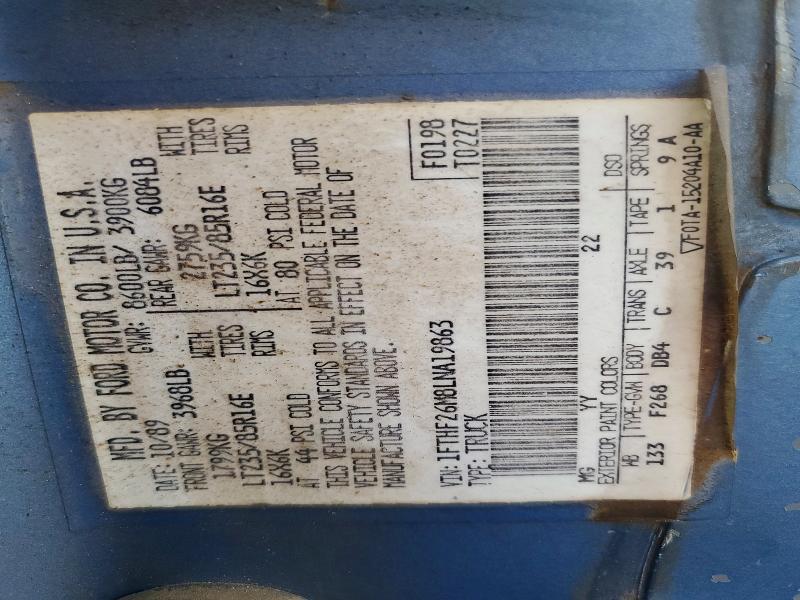 MFD. BY FORD MOTOR CO. IN U.S.A.
DATE: 10/89 GVWR: 8600LB/ 3900KG
FRONT GAWR: 3968LB. REAR GAWR: 6084LB
1799KG WITH 2759KG WITH
LT235/85R16E TIRES LT235/85R16E TIRES
16X6K RIMS 16X6K RIMS
AT 44 PSI COLD AT 80 PSI COLD
THIS VEHICLE CONFORMS TO ALL APPLICABLE FEDERAL MOTOR
VEHICLE SAFETY STANDARDS IN EFFECT ON THE DATE OF
MANUFACTURE SHOWN ABOVE.
F0198
T0227
VIN: 1FTHF26M8LNA19863
TYPE: TRUCK
MG YY 22
EXTERIOR PAINT COLORS DSO
WB TYPE-GVW BODY TRANS AXLE TAPE SPRINGS
133 F268 DB4 C 39 1 9 A
F0TA-15204A10-AA